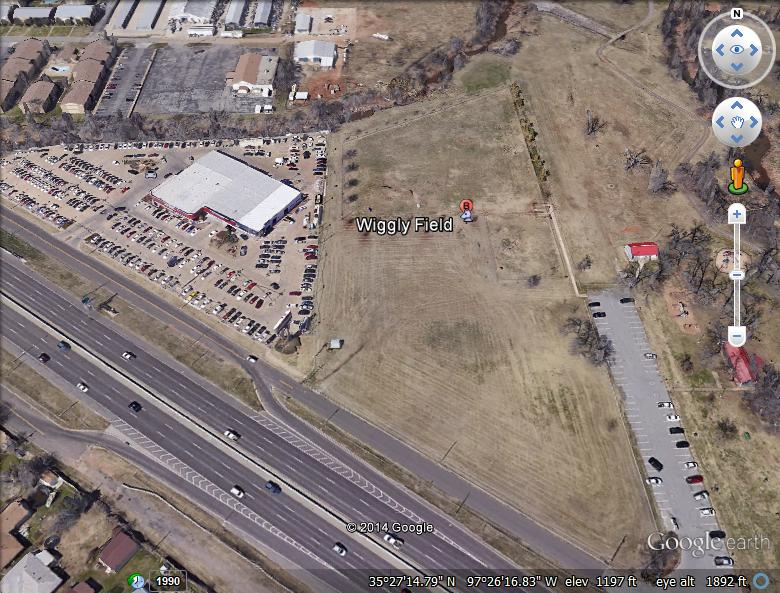 N
B
Wiggly Field
© 2014 Google
Google earth
1990
35°27'14.79" N 97°26'16.83" W elev 1197 ft eye alt 1892 ft